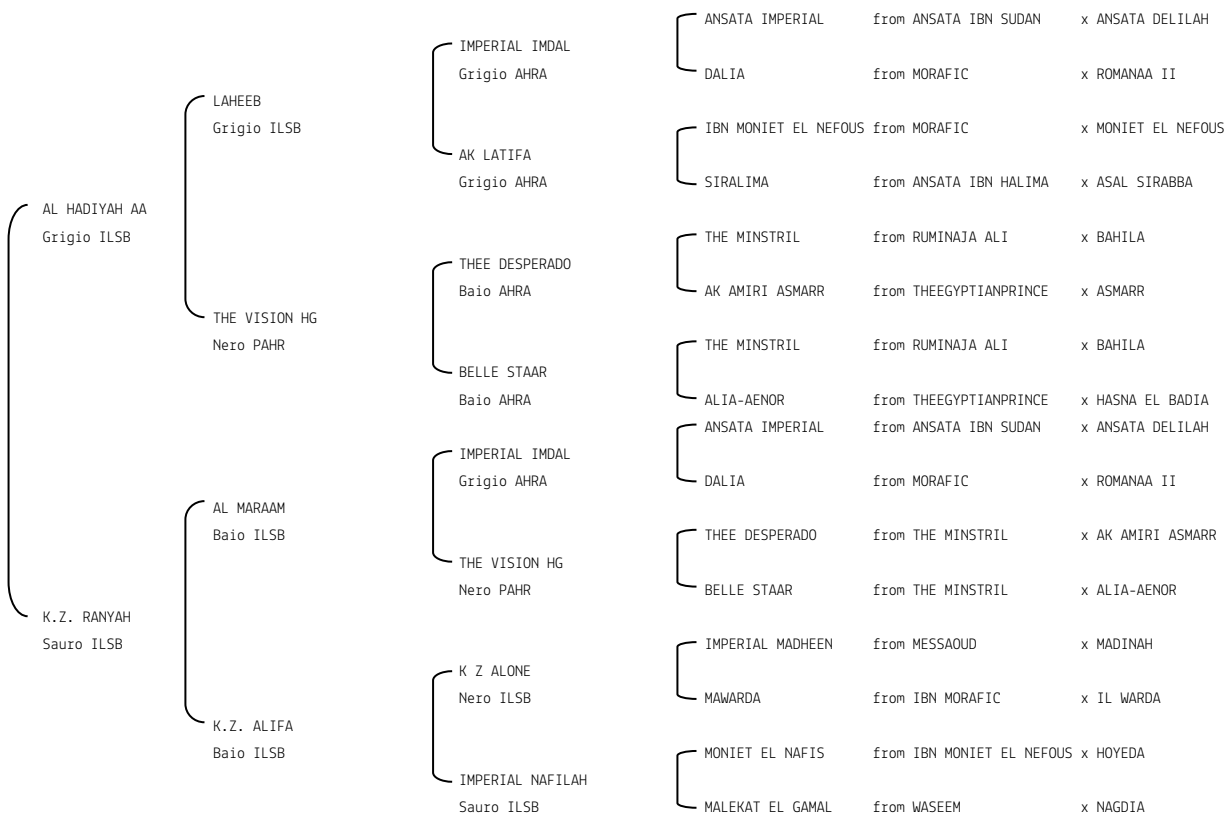 ANSATA IMPERIAL from ANSATA IBN SUDAN x ANSATA DELILAH
IMPERIAL IMDAL
Grigio AHRA
DALIA from MORAFIC x ROMANAA II
LAHEEB
Grigio ILSB
IBN MONIET EL NEFOUS from MORAFIC x MONIET EL NEFOUS
AK LATIFA
Grigio AHRA
SIRALIMA from ANSATA IBN HALIMA x ASAL SIRABBA
AL HADIYAH AA
Grigio ILSB
THE MINSTRIL from RUMINAJA ALI x BAHILA
THEE DESPERADO
Baio AHRA
AK AMIRI ASMARR from THEEGYPTIANPRINCE x ASMARR
THE VISION HG
Nero PAHR
THE MINSTRIL from RUMINAJA ALI x BAHILA
BELLE STAAR
Baio AHRA
ALIA-AENOR from THEEGYPTIANPRINCE x HASNA EL BADIA
ANSATA IMPERIAL from ANSATA IBN SUDAN x ANSATA DELILAH
IMPERIAL IMDAL
Grigio AHRA
DALIA from MORAFIC x ROMANAA II
AL MARAAM
Baio ILSB
THEE DESPERADO from THE MINSTRIL x AK AMIRI ASMARR
THE VISION HG
Nero PAHR
BELLE STAAR from THE MINSTRIL x ALIA-AENOR
K.Z. RANYAH
Sauro ILSB
IMPERIAL MADHEEN from MESSAOUD x MADINAH
K Z ALONE
Nero ILSB
MAWARDA from IBN MORAFIC x IL WARDA
K.Z. ALIFA
Baio ILSB
MONIET EL NAFIS from IBN MONIET EL NEFOUS x HOYEDA
IMPERIAL NAFILAH
Sauro ILSB
MALEKAT EL GAMAL from WASEEM x NAGDIA